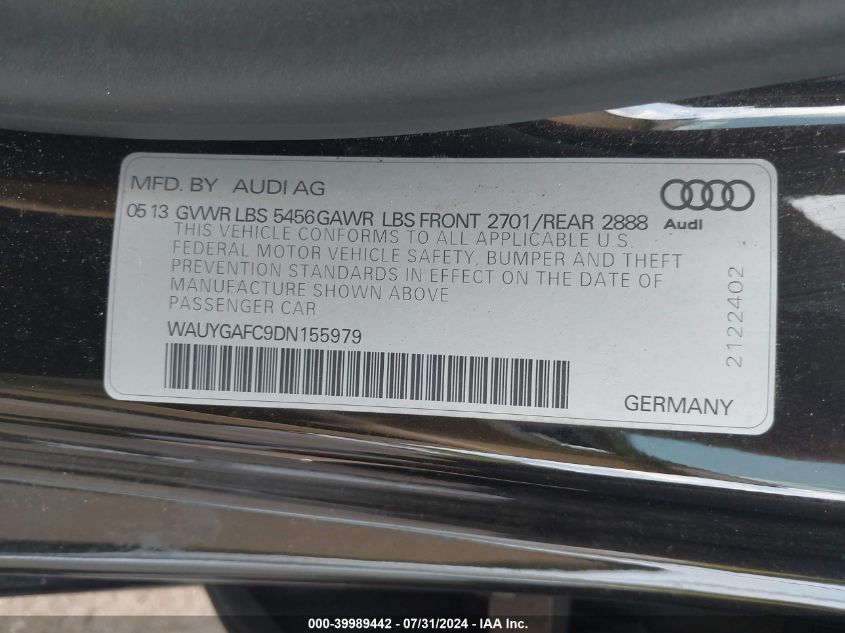 MFD. BY AUDI AG
05 13 GVWR LBS 5456 GAWR LBS FRONT 2701/REAR 2888
Audi
THIS VEHICLE CONFORMS TO ALL APPLICABLE U.S.
FEDERAL MOTOR VEHICLE SAFETY, BUMPER AND THEFT
PREVENTION STANDARDS IN EFFECT ON THE DATE OF
MANUFACTURE SHOWN ABOVE
PASSENGER CAR
WAUYGAFC9DN155979
2122402
GERMANY
000-39989442 - 07/31/2024 - IAA Inc.